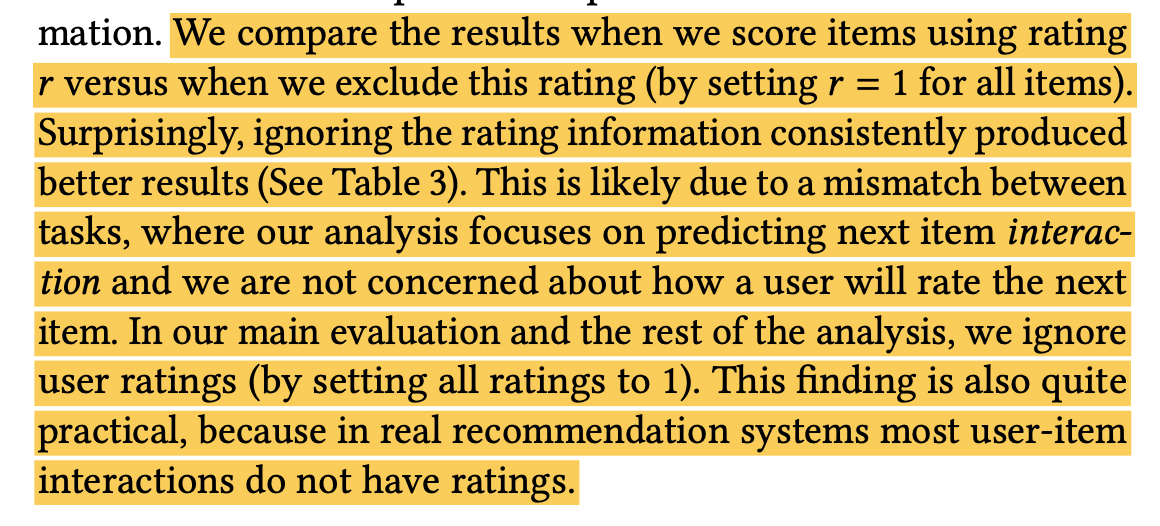 mation. We compare the results when we score items using rating
r versus when we exclude this rating (by setting r = 1 for all items).
Surprisingly, ignoring the rating information consistently produced
better results (See Table 3). This is likely due to a mismatch between
tasks, where our analysis focuses on predicting next item interac-
tion and we are not concerned about how a user will rate the next
item. In our main evaluation and the rest of the analysis, we ignore
user ratings (by setting all ratings to 1). This finding is also quite
practical, because in real recommendation systems most user-item
interactions do not have ratings.